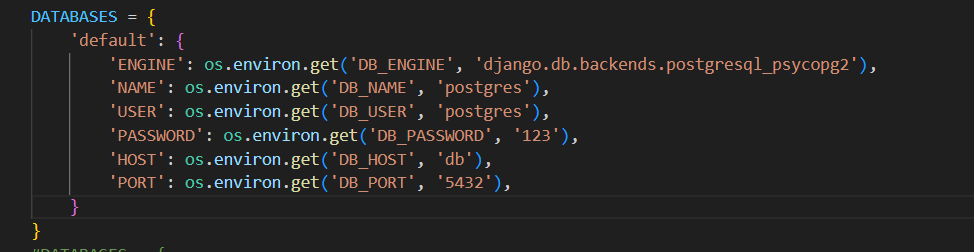 DATABASES = {
'default': {
'ENGINE': os.environ.get('DB_ENGINE', 'django.db.backends.postgresql_psycopg2'),
'NAME': os.environ.get('DB_NAME', 'postgres'),
'USER': os.environ.get('DB_USER', 'postgres'),
'PASSWORD': os.environ.get('DB_PASSWORD', '123'),
'HOST': os.environ.get('DB_HOST', 'db'),
'PORT': os.environ.get('DB_PORT', '5432'),
}
}
#DATABASES = {